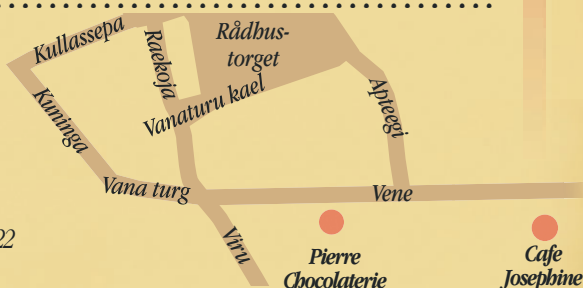 Kullassepa
Raekoja
Rådhus-
torget
Vanaturu kael
Kuninga
Apteegi
Vana turg
Vene
22
Viru
Pierre
Chocolaterie
Cafe
Josephine